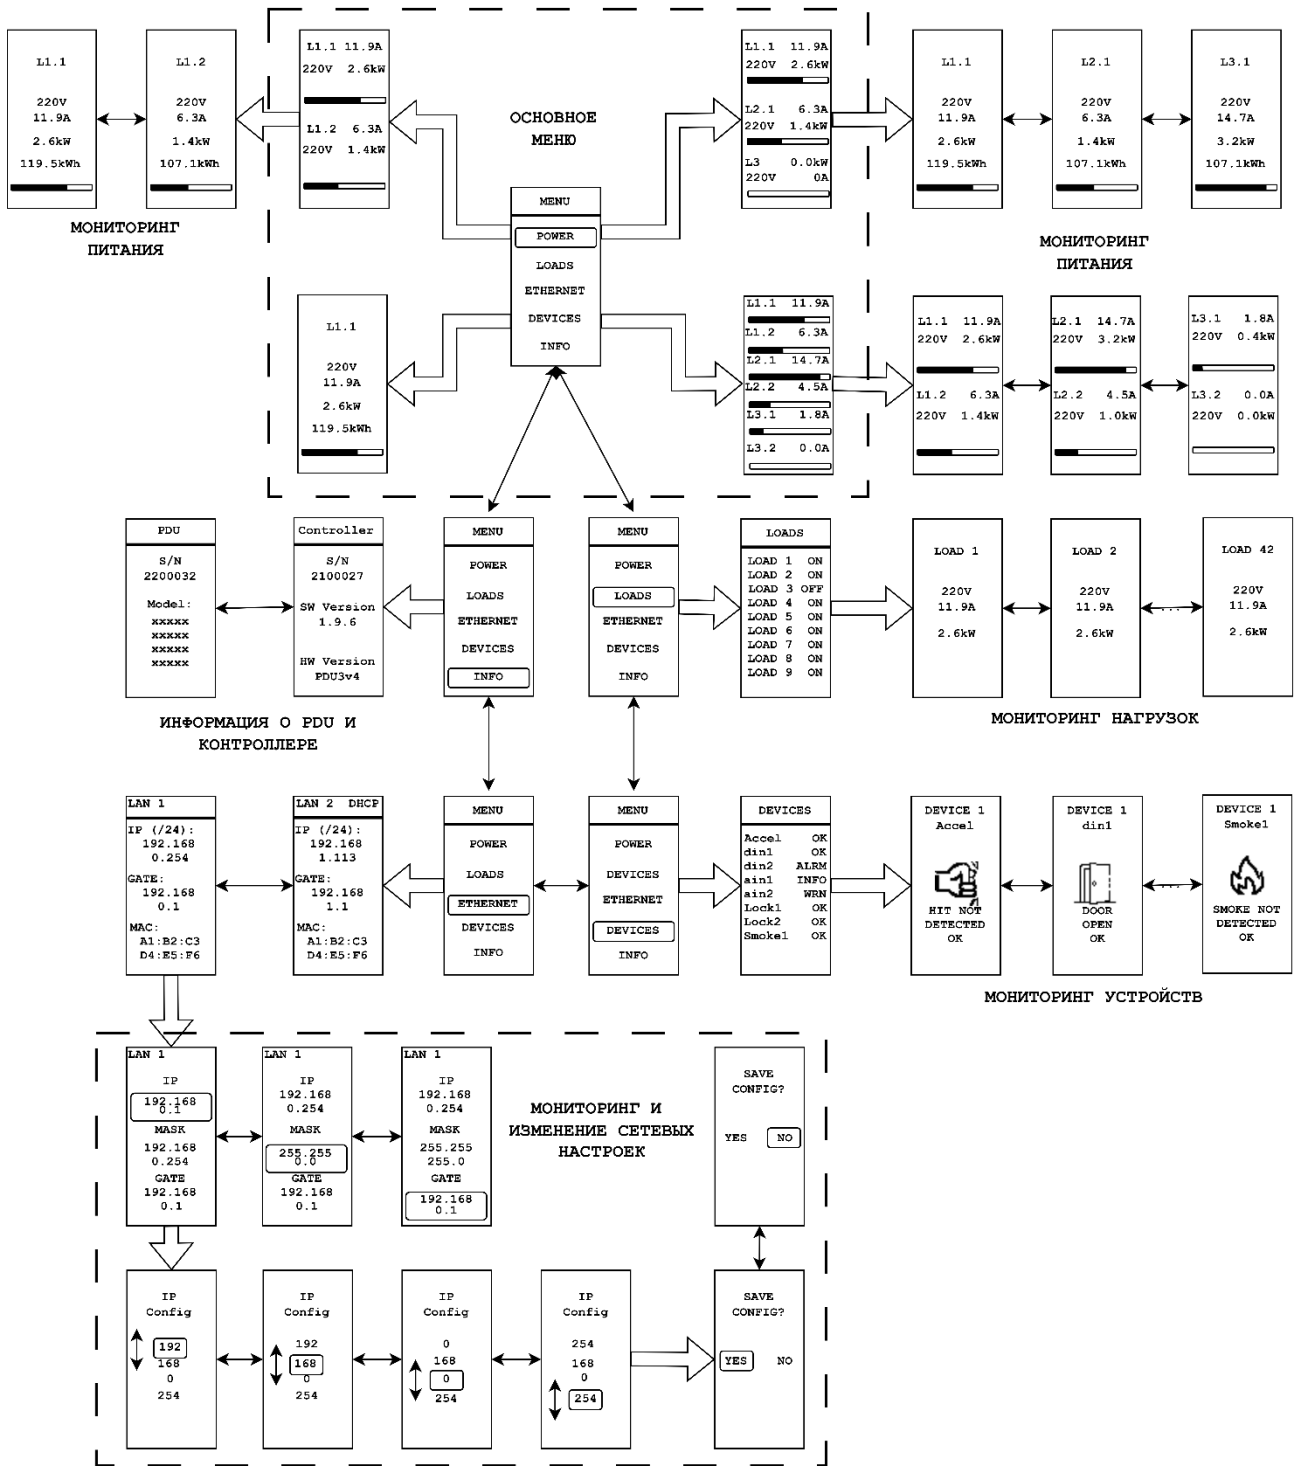 L1.1
220V
11.9A
2.6kW
119.5kWh
L1.2
220V
6.3A
1.4kW
107.1kWh
МОНИТОРИНГ
ПИТАНИЯ
L1.1 11.9A
220V 2.6kW
L1.2 6.3A
220V 1.4kW
ОСНОВНОЕ
МЕНЮ
L1.1 11.9A
220V 2.6kW
L2.1 6.3A
220V 1.4kW
L3 0.0kW
220V 0A
L1.1
220V
11.9A
2.6kW
119.5kWh
L2.1
220V
6.3A
1.4kW
107.1kWh
L3.1
220V
14.7A
3.2kW
107.1kWh
МОНИТОРИНГ
ПИТАНИЯ
MENU
POWER
LOADS
ETHERNET
DEVICES
INFO
L1.1
220V
11.9A
2.6kW
119.5kWh
L1.1 11.9A
L1.2 6.3A
L2.1 14.7A
L2.2 4.5A
L3.1 1.8A
L3.2 0.0A
L1.1 11.9A
220V 2.6kW
L1.2 6.3A
220V 1.4kW
L2.1 14.7A
220V 3.2kW
L2.2 4.5A
220V 1.0kW
L3.1 1.8A
220V 0.4kW
L3.2 0.0A
220V 0.0kW
PDU
S/N
2200032
Model:
xxxxx
xxxxx
xxxxx
xxxxx
Controller
S/N
2100027
SW Version
1.9.6
HW Version
PDU3v4
ИНФОРМАЦИЯ О PDU И
КОНТРОЛЛЕРЕ
MENU
POWER
LOADS
ETHERNET
DEVICES
INFO
MENU
POWER
LOADS
ETHERNET
DEVICES
INFO
LOADS
LOAD 1 ON
LOAD 2 ON
LOAD 3 OFF
LOAD 4 ON
LOAD 5 ON
LOAD 6 ON
LOAD 7 ON
LOAD 8 ON
LOAD 9 ON
LOAD 1
220V
11.9A
2.6kW
LOAD 2
220V
11.9A
2.6kW
LOAD 42
220V
11.9A
2.6kW
МОНИТОРИНГ НАГРУЗОК
LAN 1
IP (/24):
192.168
0.254
GATE:
192.168
0.1
MAC:
A1:B2:C3
D4:E5:F6
LAN 2 DHCP
IP (/24):
192.168
1.113
GATE:
192.168
1.1
MAC:
A1:B2:C3
D4:E5:F6
MENU
POWER
LOADS
ETHERNET
DEVICES
INFO
MENU
POWER
DEVICES
ETHERNET
DEVICES
INFO
DEVICES
Accel OK
din1 OK
din2 ALRM
ain1 INFO
ain2 WRN
Lock1 OK
Lock2 OK
Smoke1 OK
DEVICE 1
Accel
HIT NOT
DETECTED
OK
DEVICE 1
din1
DOOR
OPEN
OK
DEVICE 1
Smoke1
SMOKE NOT
DETECTED
OK
МОНИТОРИНГ УСТРОЙСТВ
LAN 1
IP
192.168
0.1
MASK
192.168
0.254
GATE
192.168
0.1
LAN 1
IP
192.168
0.254
MASK
255.255
0.0
GATE
192.168
0.1
LAN 1
IP
192.168
0.254
MASK
255.255
255.0
GATE
192.168
0.1
МОНИТОРИНГ И
ИЗМЕНЕНИЕ СЕТЕВЫХ
НАСТРОЕК
SAVE
CONFIG?
YES NO
IP
Config
192
168
0
254
IP
Config
192
168
0
254
IP
Config
0
168
0
254
IP
Config
254
168
0
254
SAVE
CONFIG?
YES NO